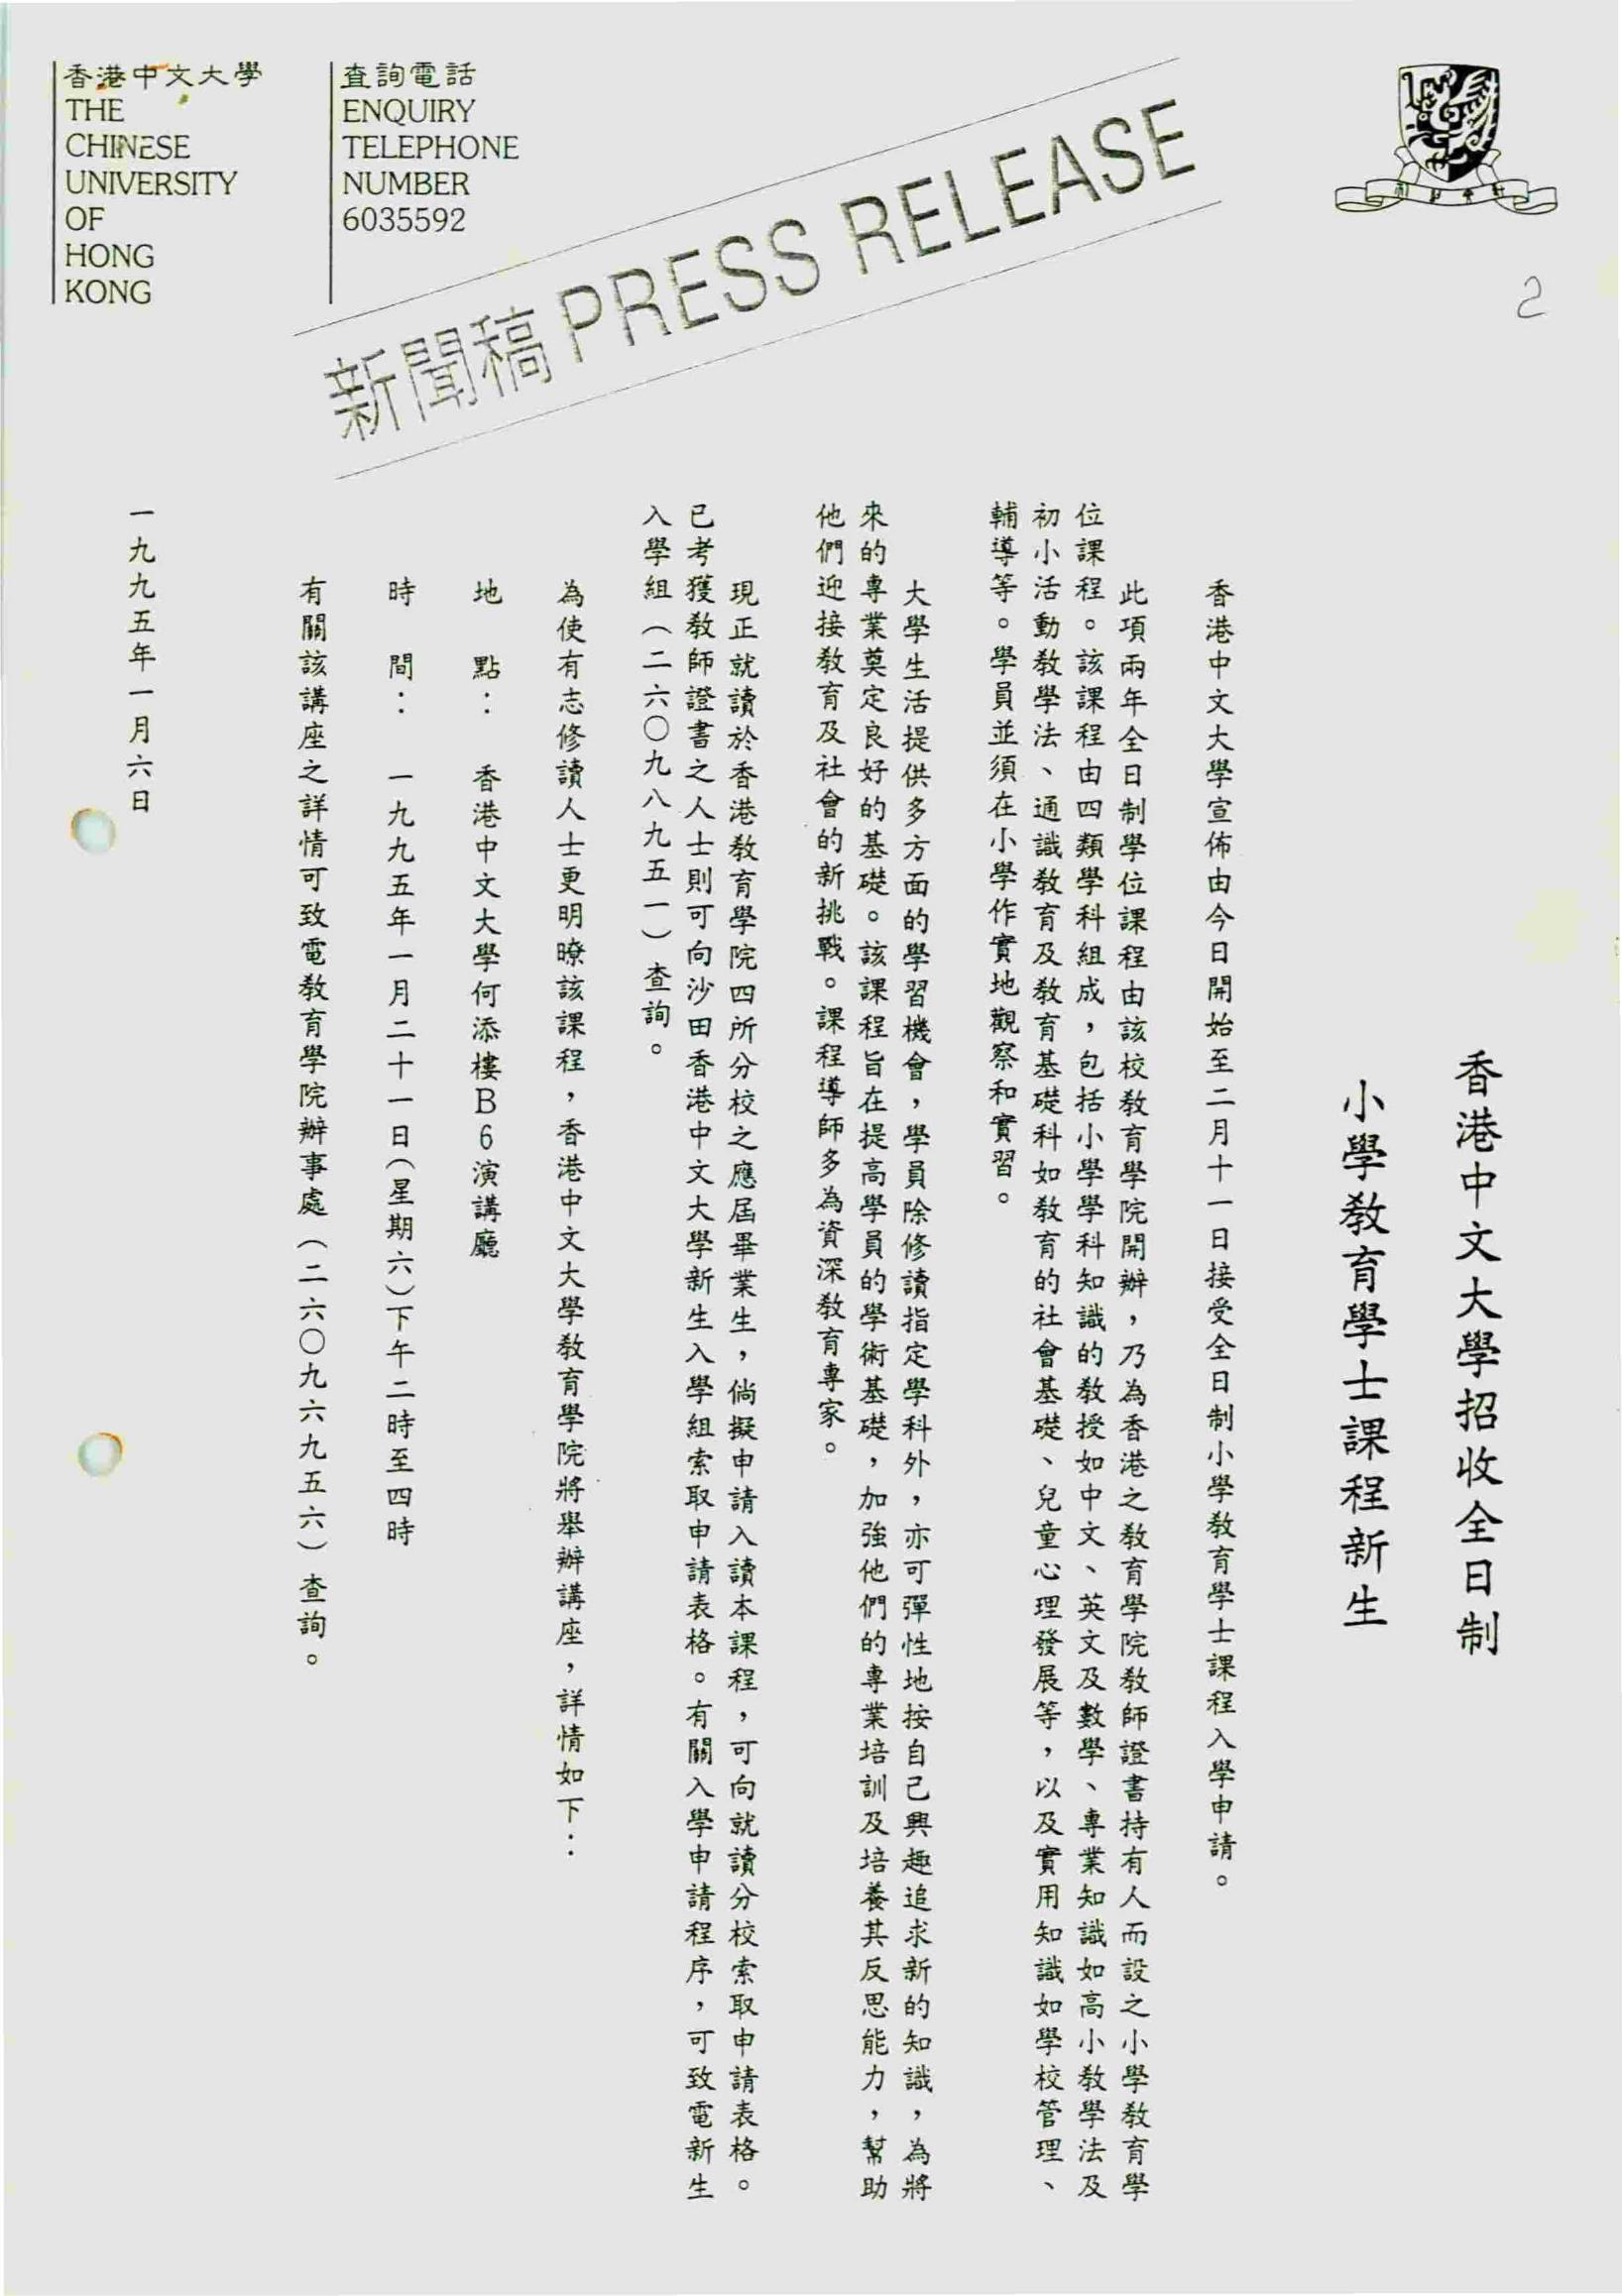 香港中文大學
THE
CHINESE
UNIVERSITY
OF
HONG
KONG
查詢電話
ENQUIRY
TELEPHONE
NUMBER
6035592
新聞稿 PRESS RELEASE
2
香港中文大學招收全日制
小學教育學士課程新生
香港中文大學宣佈由今日開始至二月十一日接受全日制小學教育學士課程入學申請。
此項兩年全日制學位課程由該校教育學院開辦，乃為香港之教育學院教師證書持有人而設之小學教育學
位課程。該課程由四類學科組成，包括小學學科知識的教授如中文、英文及數學、專業知識如高小教學法及
初小活動教學法、通識教育及教育基礎科如教育的社會基礎、兒童心理發展等，以及實用知識如學校管理、
輔導等。學員並須在小學作實地觀察和實習。
大學生活提供多方面的學習機會，學員除修讀指定學科外，亦可彈性地按自己興趣追求新的知識，為將
來的專業奠定良好的基礎。該課程旨在提高學員的學術基礎，加強他們的專業培訓及培養其反思能力，幫助
他們迎接教育及社會的新挑戰。課程導師多為資深教育專家。
現正就讀於香港教育學院四所分校之應屆畢業生，倘擬申請入讀本課程，可向就讀分校索取申請表格。
已考獲教師證書之人士則可向沙田香港中文大學新生入學組索取申請表格。有關入學申請程序，可致電新生
入學組（二六〇九八九五一）查詢。
為使有志修讀人士更明瞭該課程，香港中文大學教育學院將舉辦講座，詳情如下：
地　點：　香港中文大學何添樓B6演講廳
時　間：　一九九五年一月二十一日（星期六）下午二時至四時
有關該講座之詳情可致電教育學院辦事處（二六〇九六九五六）查詢。
一九九五年一月六日